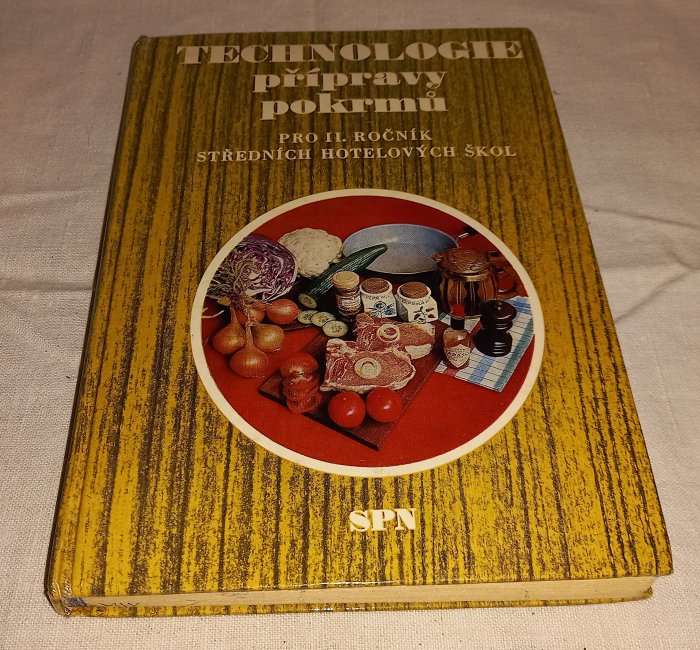 TECHNOLOGIE
přípravy
pokrmů
PRO II. ROČNÍK
STŘEDNÍCH HOTELOVÝCH ŠKOL
SPN